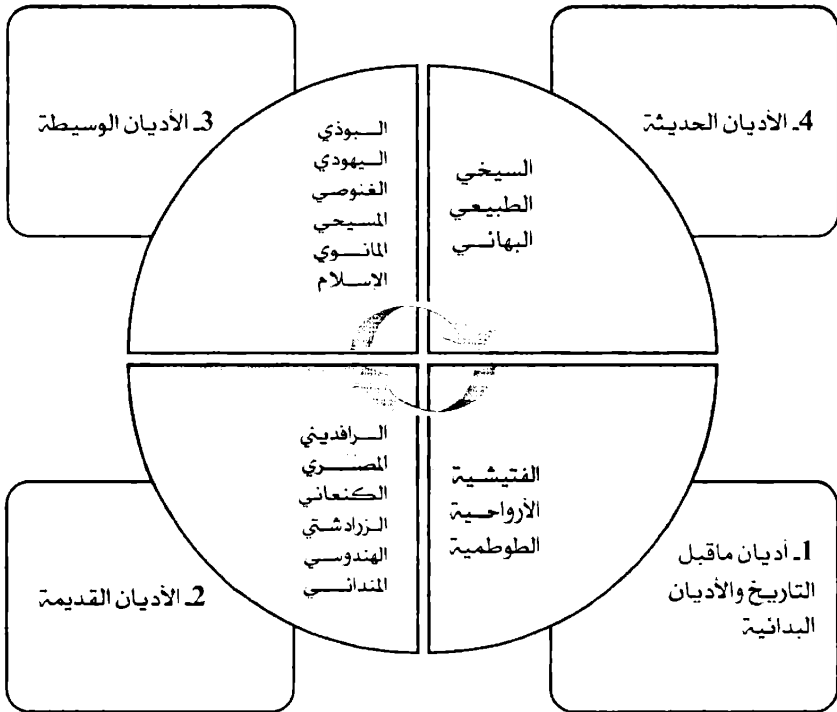 4ـ الأديان الحديثة
السيخي
الطبيعي
البهائي
3ـ الأديان الوسيطة
البوذي
اليهودي
الغنوصي
المسيحي
المانوي
الاسلام
الفتيشية
الأرواحية
الطوطمية
1ـ أديان ماقبل
التاريخ والأديان
البدائية
الرافديني
المصري
الكنعاني
الزرادشتي
الهندوسي
المندائي
2ـ الأديان القديمة